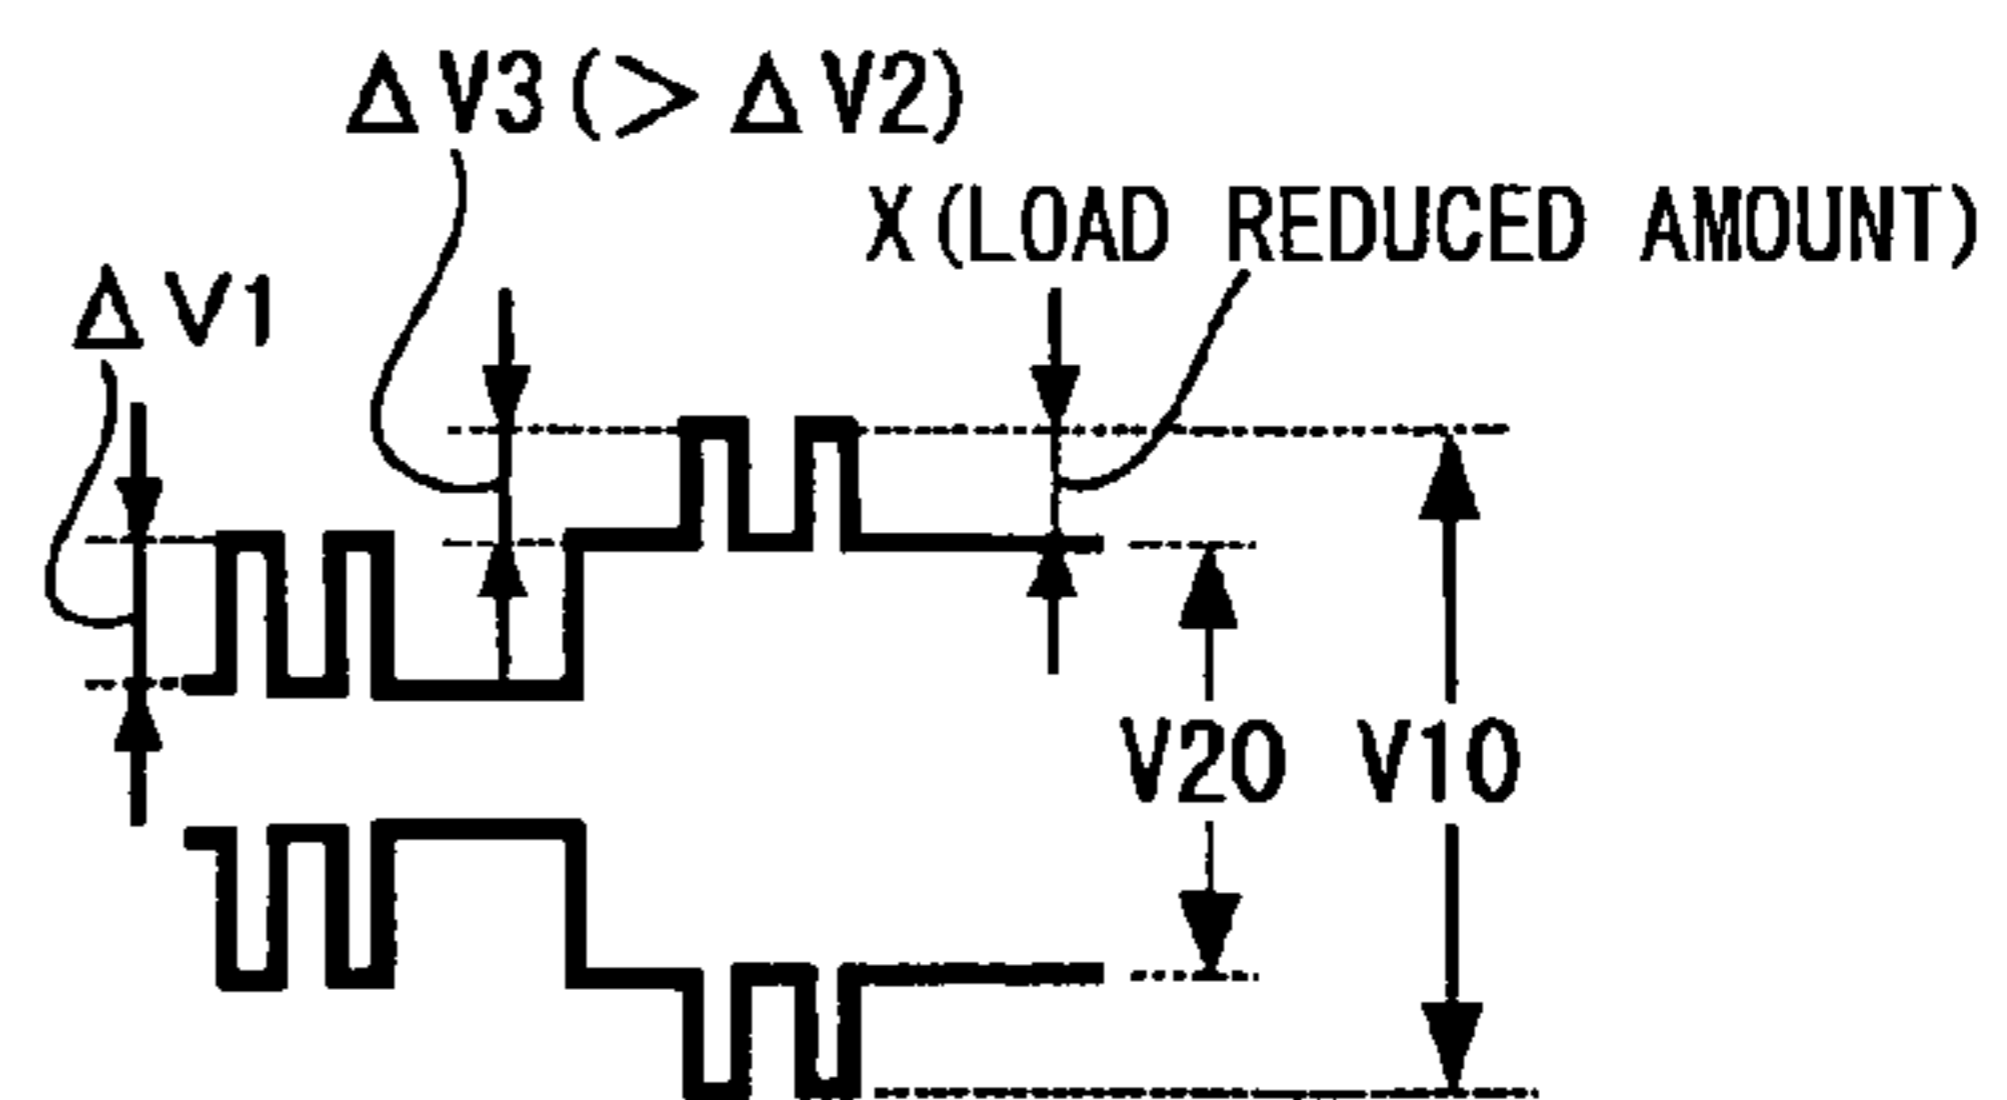 ΔV3(>ΔV2)
X(LOAD REDUCED AMOUNT)
ΔV1
V20 V10